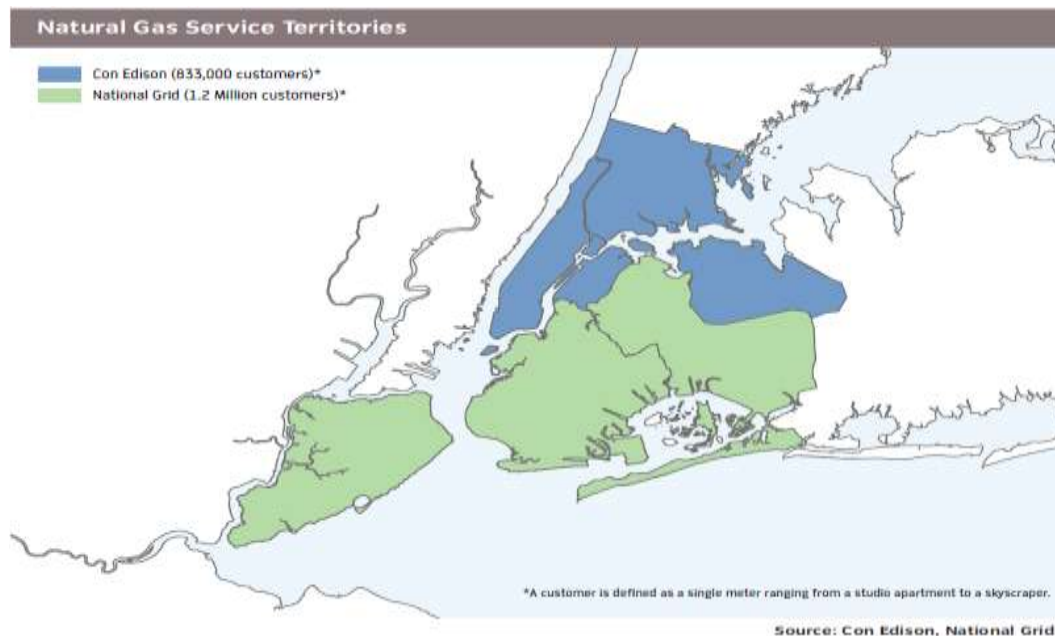 Natural Gas Service Territories
Con Edison (833,000 customers)*
National Grid (1.2 Million customers)*
*A customer is defined as a single meter ranging from a studio apartment to a skyscraper.
Source: Con Edison, National Grid